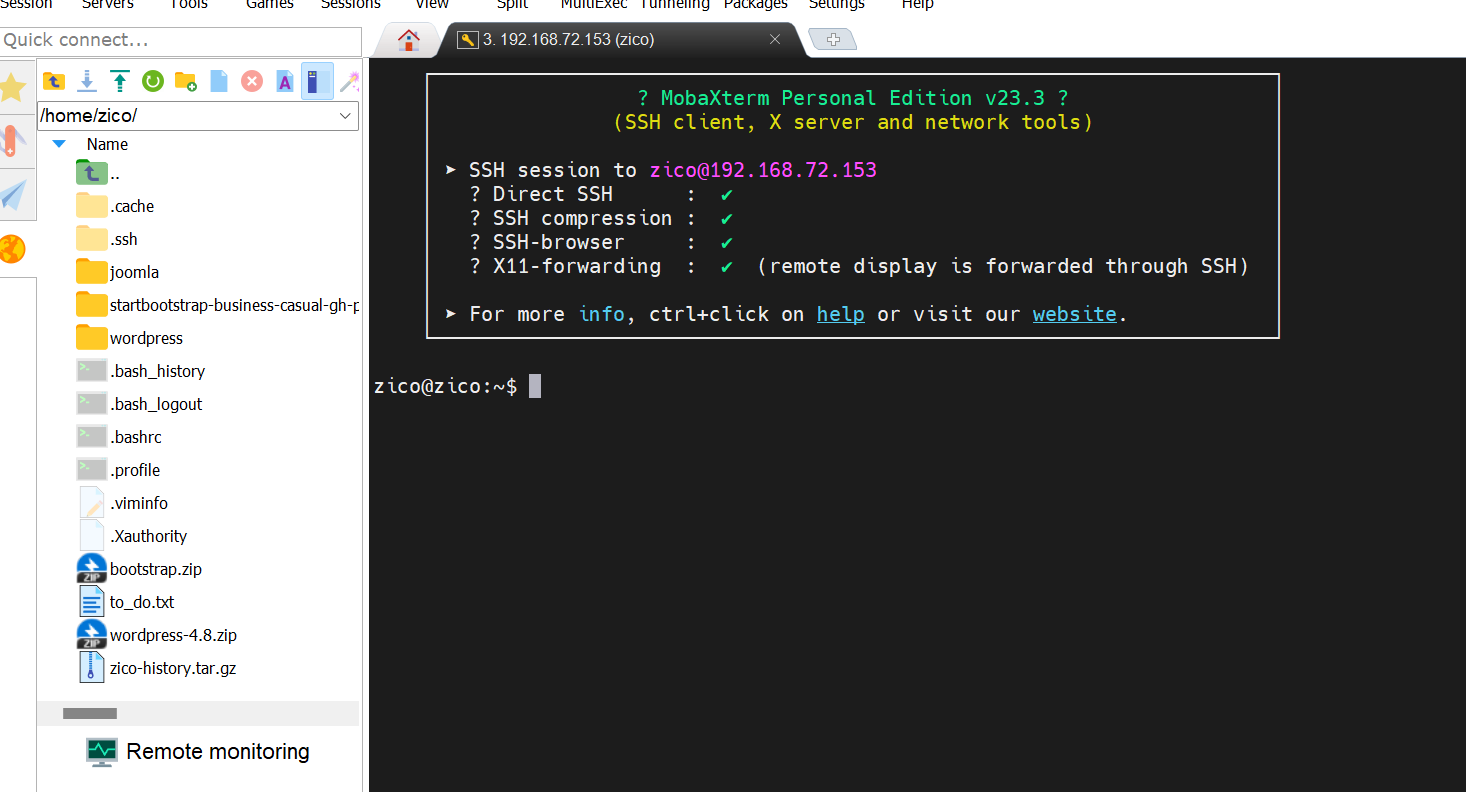 Session Servers Tools Games Sessions View Split MultiExec Tunneling Packages Settings Help
Quick connect...
3. 192.168.72.153 (zico)
/home/zico/
Name
..
.cache
.ssh
joomla
startbootstrap-business-casual-gh-p
wordpress
.bash_history
.bash_logout
.bashrc
.profile
.viminfo
.Xauthority
bootstrap.zip
to_do.txt
wordpress-4.8.zip
zico-history.tar.gz
Remote monitoring
? MobaXterm Personal Edition v23.3 ?
(SSH client, X server and network tools)
➤ SSH session to zico@192.168.72.153
? Direct SSH : ✔
? SSH compression : ✔
? SSH-browser : ✔
? X11-forwarding : ✔ (remote display is forwarded through SSH)
➤ For more info, ctrl+click on help or visit our website.
zico@zico:~$